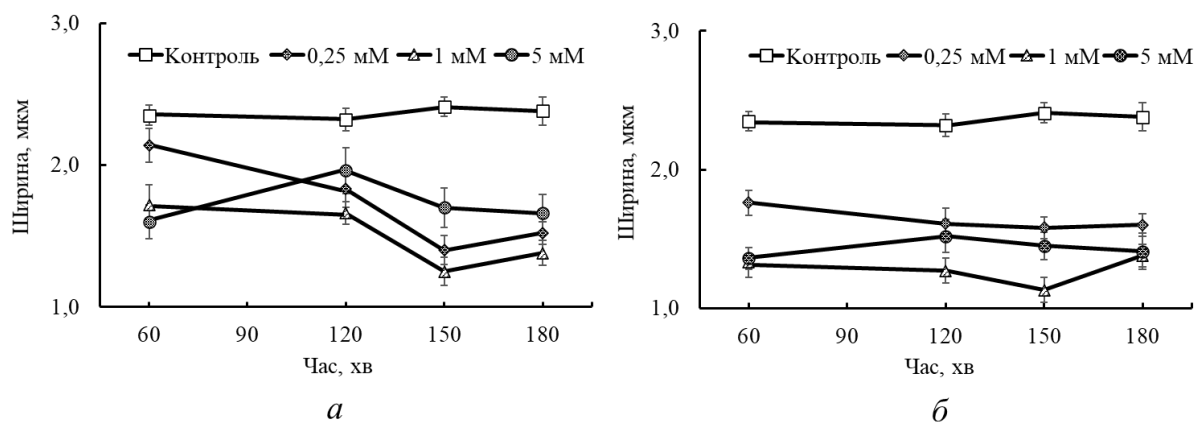 3,0
Контроль 0,25 мМ 1 мМ 5 мМ
Ширина, мкм
2,0
1,0
60 90 120 150 180
Час, хв
а
3,0
Контроль 0,25 мМ 1 мМ 5 мМ
Ширина, мкм
2,0
1,0
60 90 120 150 180
Час, хв
б